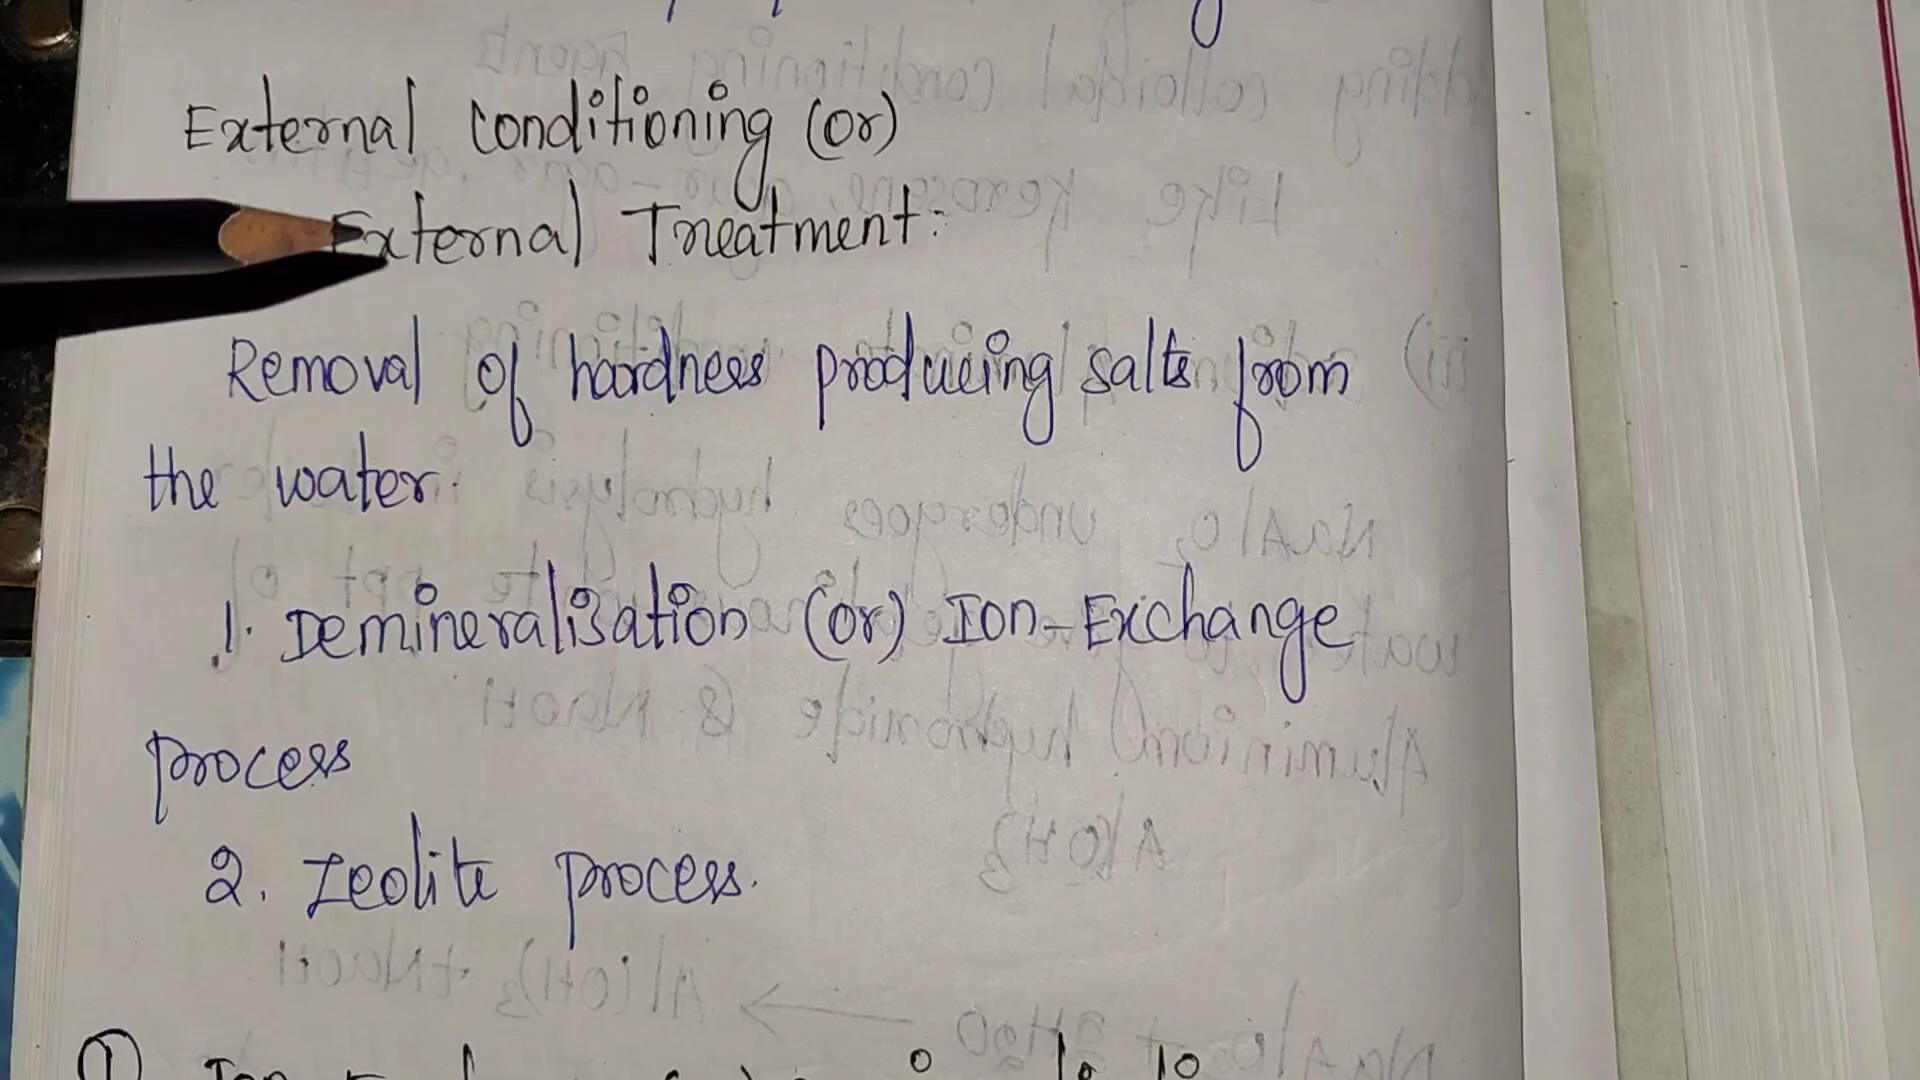 External conditioning (or)
External Treatment:
Removal of hardness producing salts from
the water.
1. Demineralisation (or) Ion-Exchange
process
2. Zeolite process.